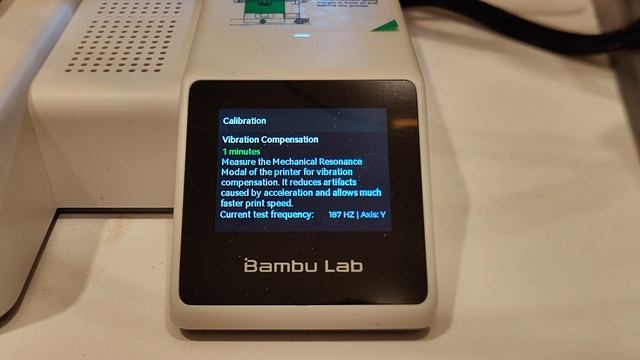 Calibration
Vibration Compensation
1 minutes
Measure the Mechanical Resonance
Modal of the printer for vibration
compensation. It reduces artifacts
caused by acceleration and allows much
faster print speed.
Current test frequency: 187 HZ | Axis: Y
Bambu Lab